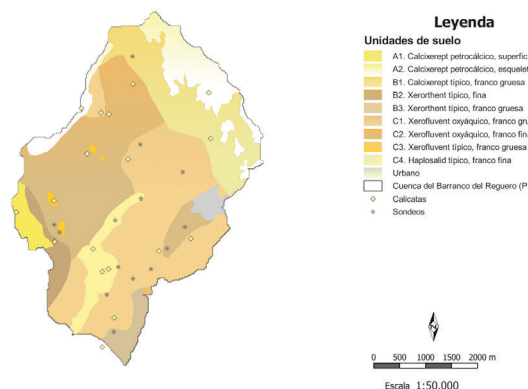 Leyenda
Unidades de suelo
A1. Calcixerept petrocálcico, superfic
A2. Calcixerept petrocálcico, esquelet
B1. Calcixerept típico, franco gruesa
B2. Xerorthent típico, fina
B3. Xerorthent típico, franco gruesa
C1. Xerofluvent oxyáquico, franco gru
C2. Xerofluvent oxyáquico, franco fina
C3. Xerofluvent típico, franco gruesa
C4. Haplosalid típico, franco fina
Urbano
Cuenca del Barranco del Reguero (P
Calicatas
Sondeos
N
0 500 1000 1500 2000 m
Escala 1:50.000